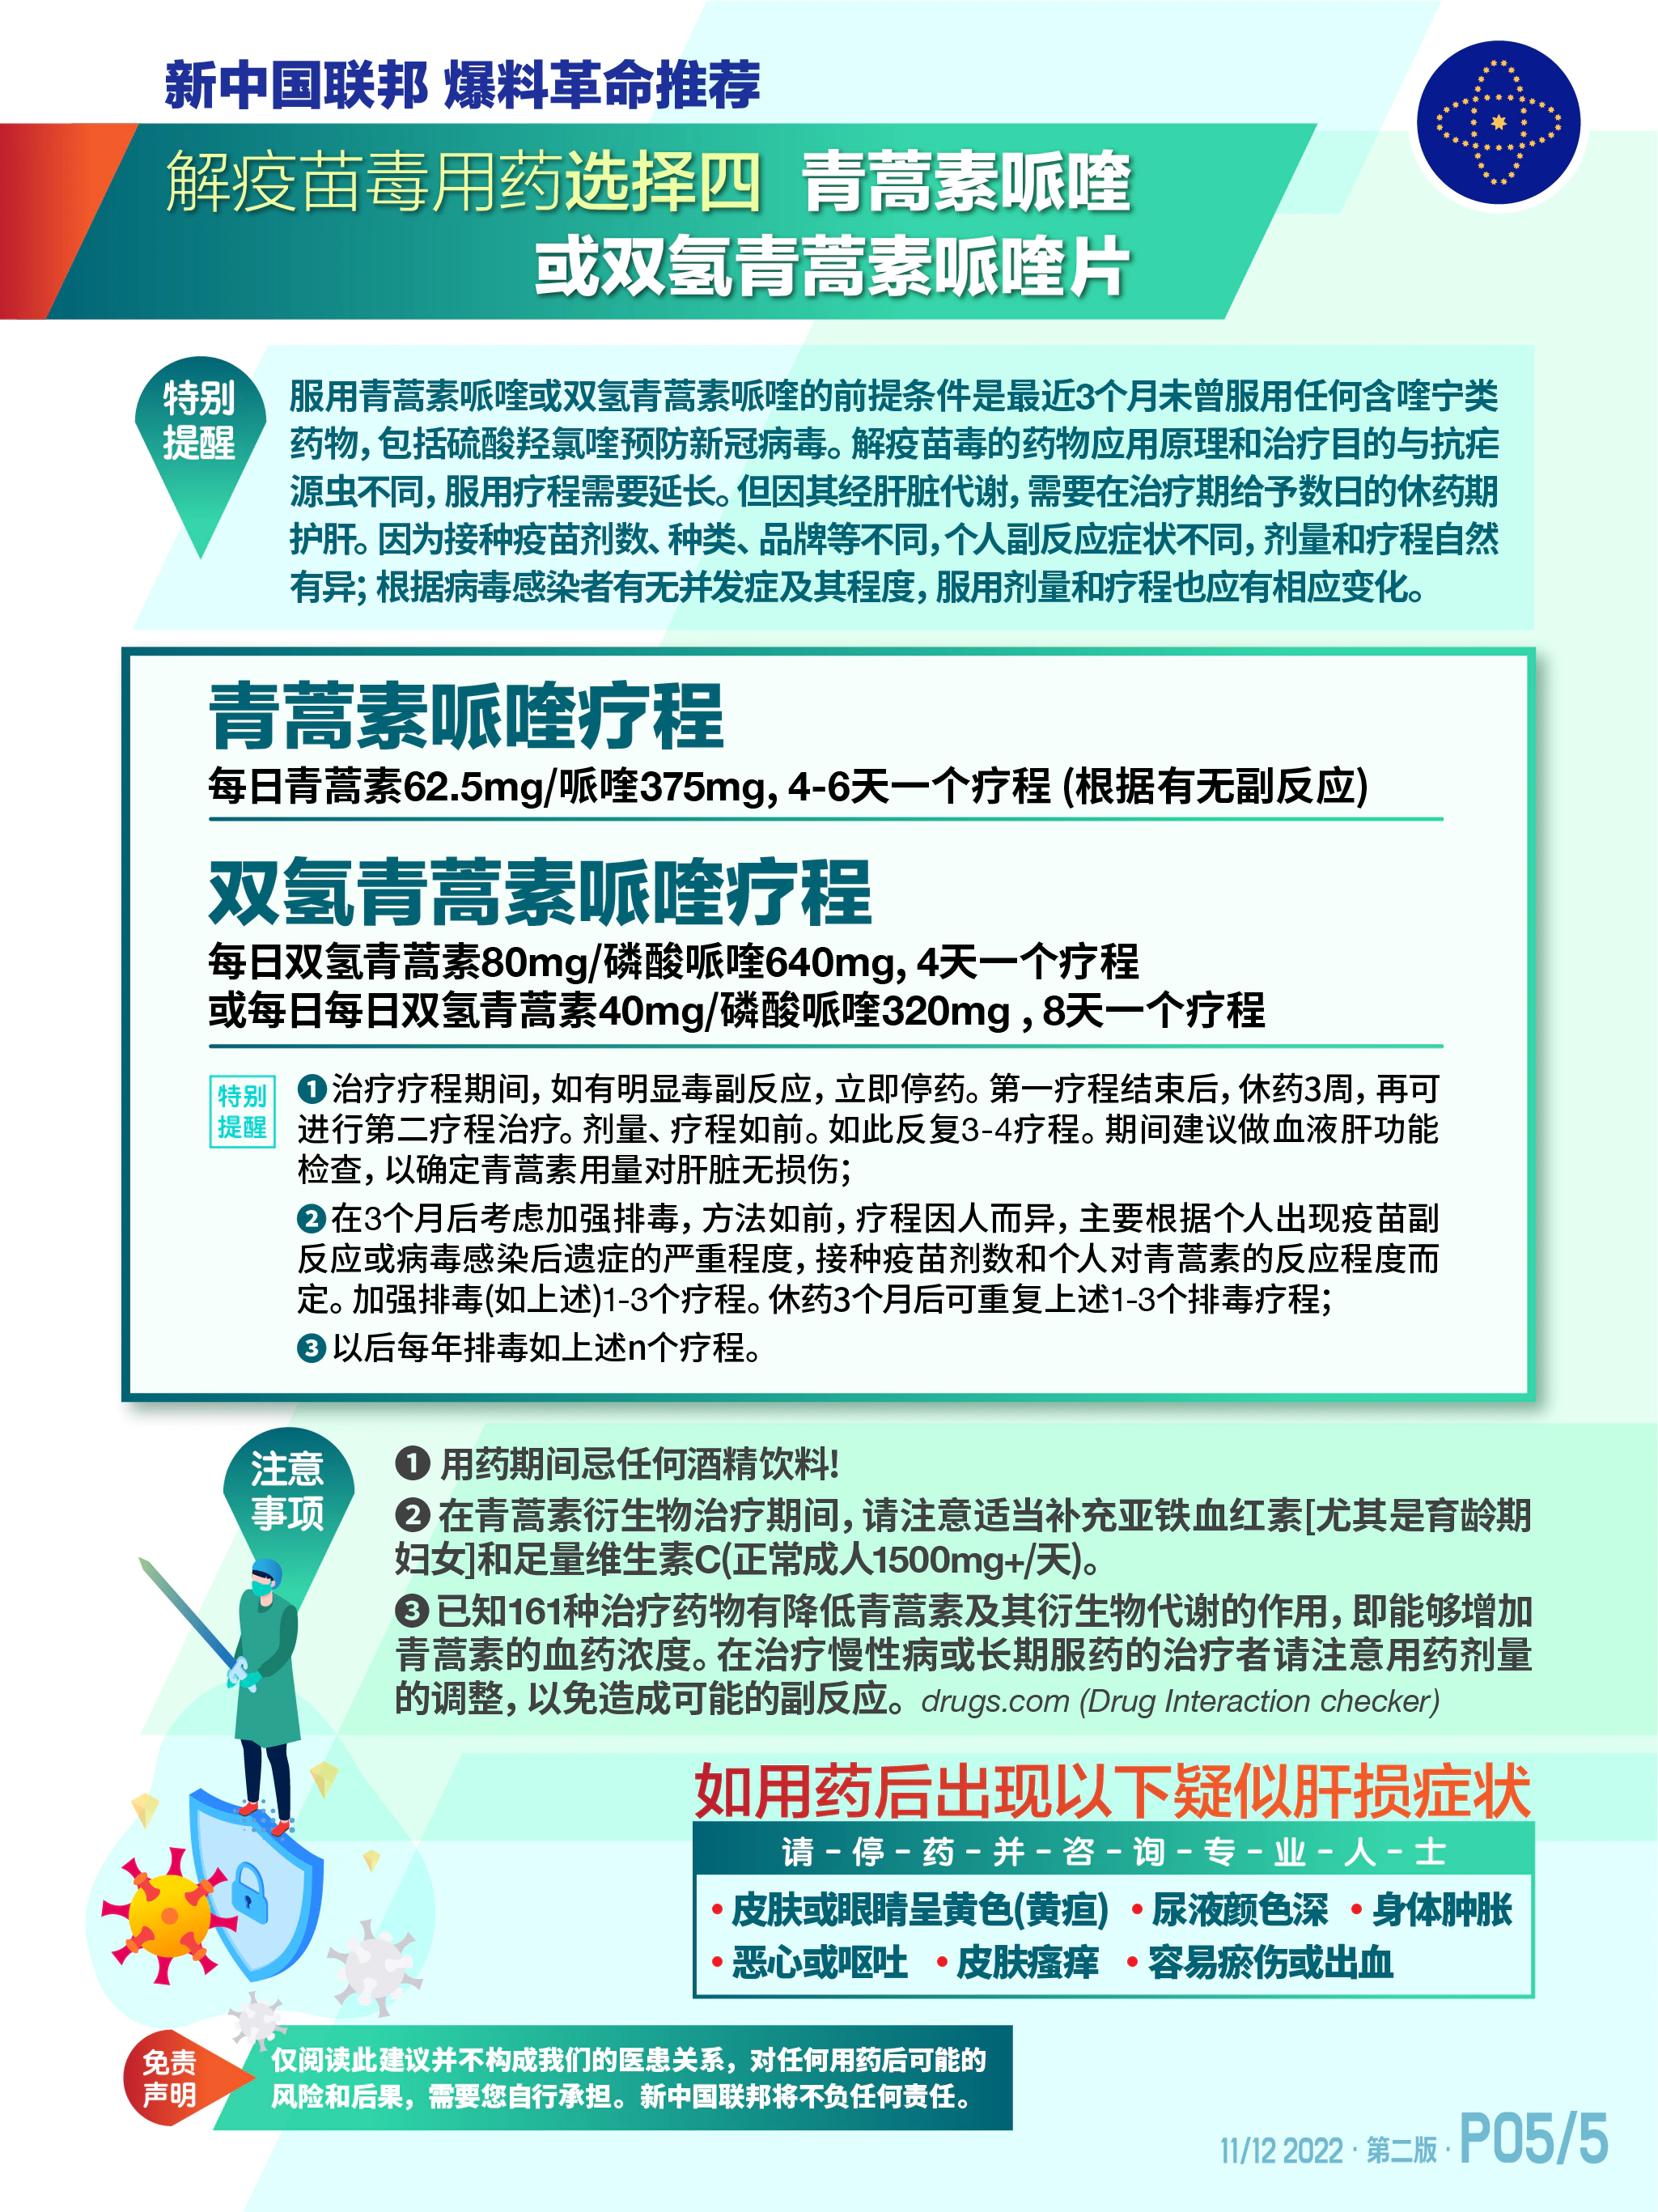 新中国联邦 爆料革命推荐
解疫苗毒用药选择四 青蒿素哌喹
或双氢青蒿素哌喹片
特别
提醒
服用青蒿素哌喹或双氢青蒿素哌喹的前提条件是最近3个月未曾服用任何含喹宁类
药物，包括硫酸羟氯喹预防新冠病毒。解疫苗毒的药物应用原理和治疗目的与抗疟
源虫不同，服用疗程需要延长。但因其经肝脏代谢，需要在治疗期给予数日的休药期
护肝。因为接种疫苗剂数、种类、品牌等不同，个人副反应症状不同，剂量和疗程自然
有异；根据病毒感染者有无并发症及其程度，服用剂量和疗程也应有相应变化。
青蒿素哌喹疗程
每日青蒿素62.5mg/哌喹375mg，4-6天一个疗程 (根据有无副反应)
双氢青蒿素哌喹疗程
每日双氢青蒿素80mg/磷酸哌喹640mg，4天一个疗程
或每日每日双氢青蒿素40mg/磷酸哌喹320mg，8天一个疗程
特别
提醒
❶治疗疗程期间，如有明显毒副反应，立即停药。第一疗程结束后，休药3周，再可
进行第二疗程治疗。剂量、疗程如前。如此反复3-4疗程。期间建议做血液肝功能
检查，以确定青蒿素用量对肝脏无损伤；
❷在3个月后考虑加强排毒，方法如前，疗程因人而异，主要根据个人出现疫苗副
反应或病毒感染后遗症的严重程度，接种疫苗剂数和个人对青蒿素的反应程度而
定。加强排毒(如上述)1-3个疗程。休药3个月后可重复上述1-3个排毒疗程；
❸以后每年排毒如上述n个疗程。
注意
事项
❶ 用药期间忌任何酒精饮料！
❷ 在青蒿素衍生物治疗期间，请注意适当补充亚铁血红素[尤其是育龄期
妇女]和足量维生素C(正常成人1500mg+/天)。
❸ 已知161种治疗药物有降低青蒿素及其衍生物代谢的作用，即能够增加
青蒿素的血药浓度。在治疗慢性病或长期服药的治疗者请注意用药剂量
的调整，以免造成可能的副反应。 drugs.com (Drug Interaction checker)
如用药后出现以下疑似肝损症状
请-停-药-并-咨-询-专-业-人-士
• 皮肤或眼睛呈黄色(黄疸) • 尿液颜色深 • 身体肿胀
• 恶心或呕吐 • 皮肤瘙痒 • 容易瘀伤或出血
免责
声明
仅阅读此建议并不构成我们的医患关系，对任何用药后可能的
风险和后果，需要您自行承担。新中国联邦将不负任何责任。
11/12 2022 · 第二版 · P05/5